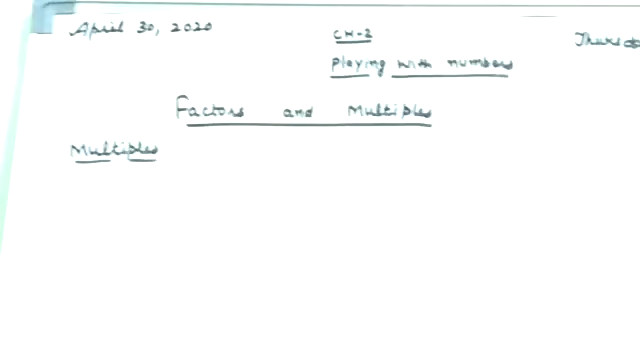 April 30, 2020
CH-2
Playing with numbers
Factors and Multiples
Multiples